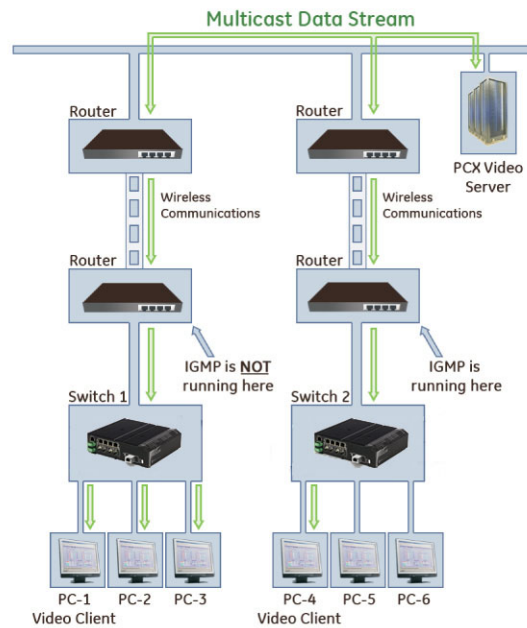 Multicast Data Stream
Router
Router
PCX Video
Server
Wireless
Communications
Wireless
Communications
Router
Router
IGMP is NOT
running here
IGMP is
running here
Switch 1
Switch 2
PC-1
PC-2
PC-3
PC-4
PC-5
PC-6
Video Client
Video Client